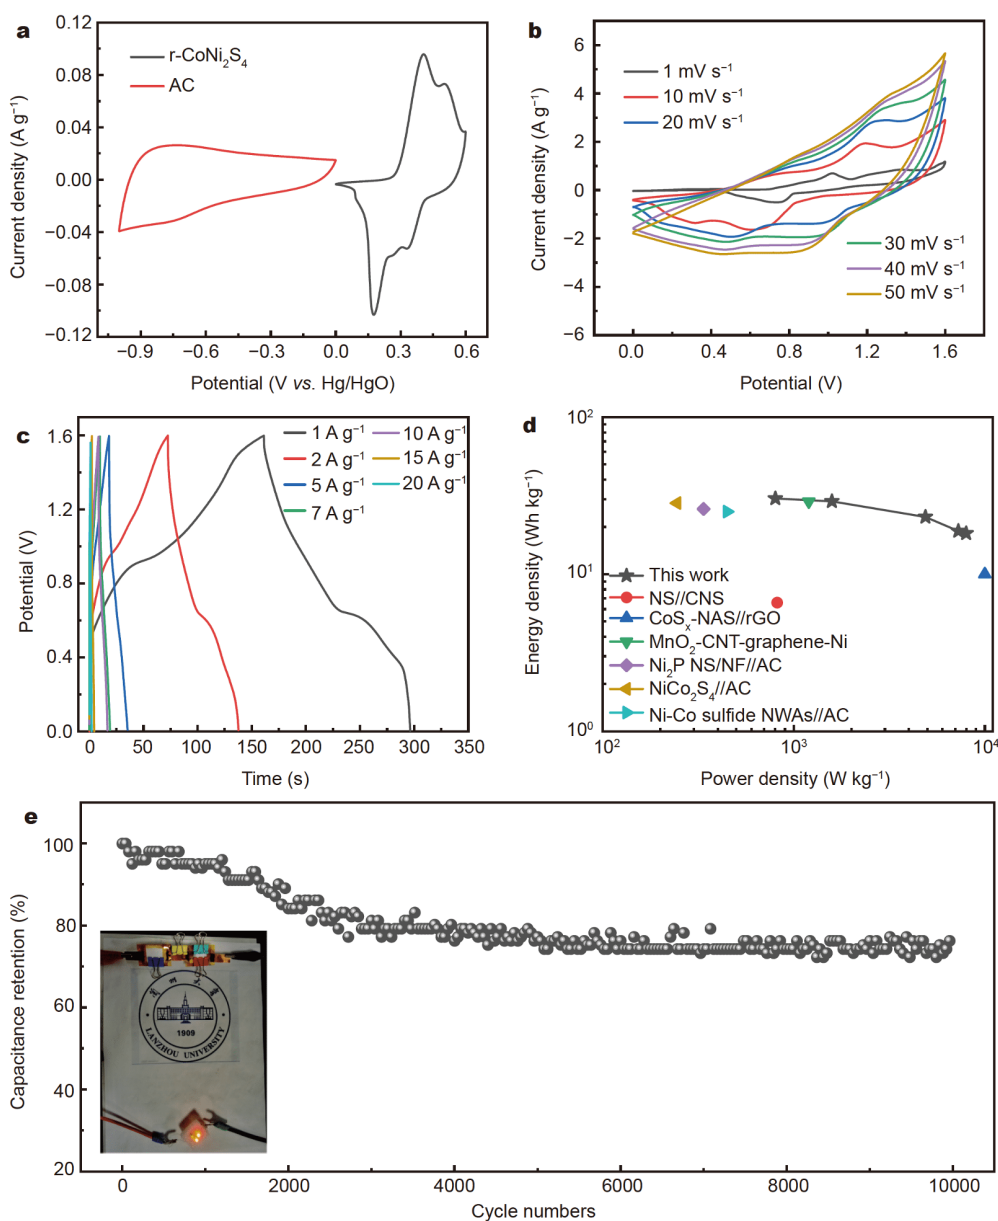 a
0.12
0.08
0.04
0.00
−0.04
−0.08
−0.12
Current density (A g⁻¹)
r-CoNi₂S₄
AC
−0.9
−0.6
−0.3
0.0
0.3
0.6
Potential (V vs. Hg/HgO)
b
6
4
2
0
−2
−4
−6
Current density (A g⁻¹)
1 mV s⁻¹
10 mV s⁻¹
20 mV s⁻¹
30 mV s⁻¹
40 mV s⁻¹
50 mV s⁻¹
0.0
0.4
0.8
1.2
1.6
Potential (V)
c
1.6
1.2
0.8
0.4
0.0
Potential (V)
1 A g⁻¹
2 A g⁻¹
5 A g⁻¹
7 A g⁻¹
10 A g⁻¹
15 A g⁻¹
20 A g⁻¹
0
50
100
150
200
250
300
350
Time (s)
d
10²
10¹
10⁰
Energy density (Wh kg⁻¹)
This work
NS//CNS
CoSₓ-NAS//rGO
MnO₂-CNT-graphene-Ni
Ni₂P NS/NF//AC
NiCo₂S₄//AC
Ni-Co sulfide NWAs//AC
10²
10³
10⁴
Power density (W kg⁻¹)
e
100
80
60
40
20
Capacitance retention (%)
1909
LANZHOU UNIVERSITY
0
2000
4000
6000
8000
10000
Cycle numbers